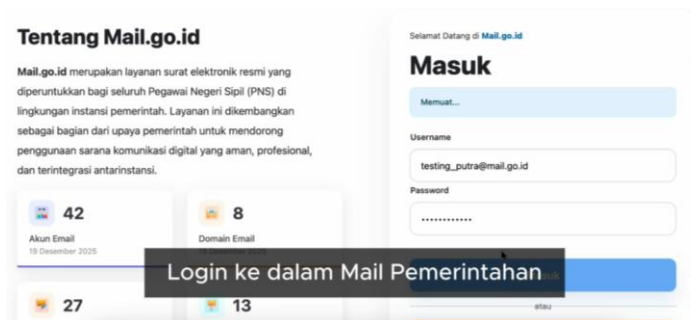 Tentang Mail.go.id
Mail.go.id merupakan layanan surat elektronik resmi yang
diperuntukkan bagi seluruh Pegawai Negeri Sipil (PNS) di
lingkungan instansi pemerintah. Layanan ini dikembangkan
sebagai bagian dari upaya pemerintah untuk mendorong
penggunaan sarana komunikasi digital yang aman, profesional,
dan terintegrasi antarinstansi.
42
Akun Email
19 Desember 2025
8
Domain Email
27
13
Selamat Datang di Mail.go.id
Masuk
Memuat...
Username
testing_putra@mail.go.id
Password
••••••••••••
atau
Login ke dalam Mail Pemerintahan